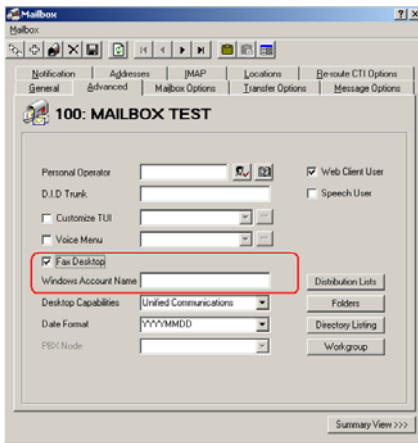 Mailbox
Mailbox
Notification Addresses IMAP Locations Re-route CTI Options
General Advanced Mailbox Options Transfer Options Message Options
100: MAILBOX TEST
Personal Operator
Web Client User
D.I.D Trunk
Speech User
Customize TUI
Voice Menu
Fax Desktop
Windows Account Name
Distribution Lists
Desktop Capabilities Unified Communications
Folders
Date Format YYYYMMDD
Directory Listing
PBX Node
Workgroup
Summary View >>>